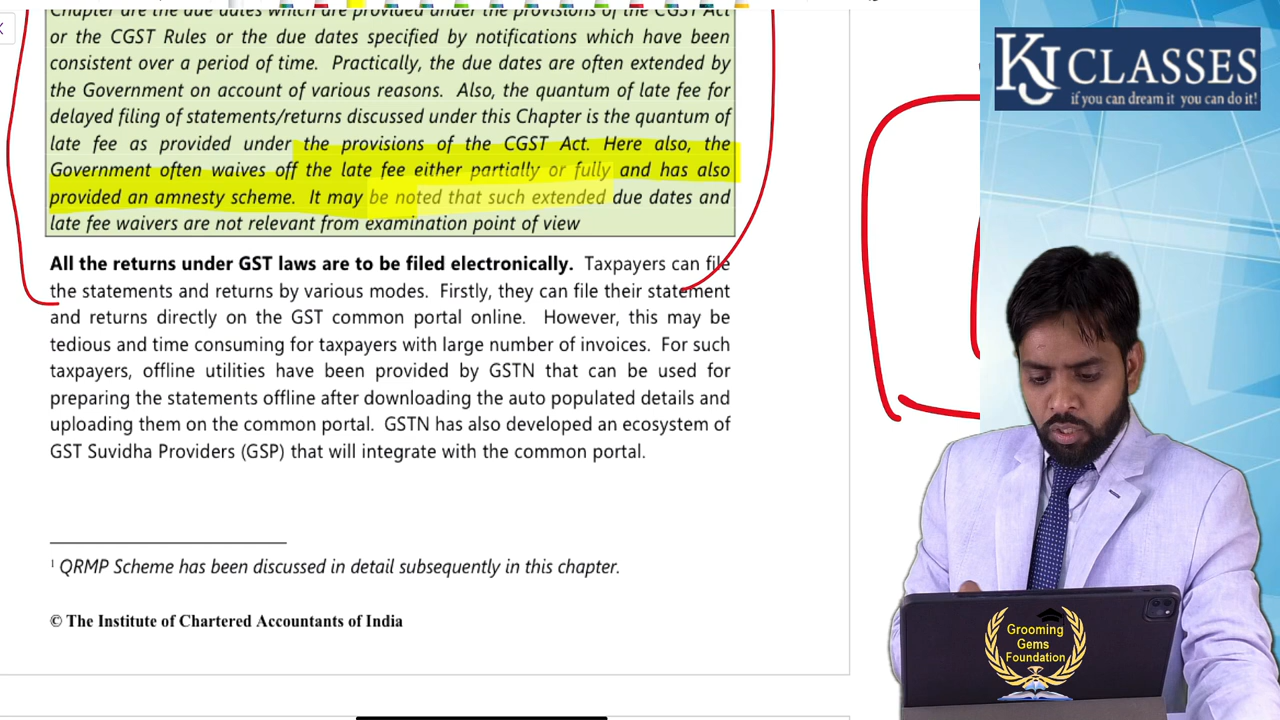 Chapter are the due dates which are provided under the provisions of the CGST Act
or the CGST Rules or the due dates specified by notifications which have been
consistent over a period of time. Practically, the due dates are often extended by
the Government on account of various reasons. Also, the quantum of late fee for
delayed filing of statements/returns discussed under this Chapter is the quantum of
late fee as provided under the provisions of the CGST Act. Here also, the
Government often waives off the late fee either partially or fully and has also
provided an amnesty scheme. It may be noted that such extended due dates and
late fee waivers are not relevant from examination point of view
All the returns under GST laws are to be filed electronically. Taxpayers can file
the statements and returns by various modes. Firstly, they can file their statement
and returns directly on the GST common portal online. However, this may be
tedious and time consuming for taxpayers with large number of invoices. For such
taxpayers, offline utilities have been provided by GSTN that can be used for
preparing the statements offline after downloading the auto populated details and
uploading them on the common portal. GSTN has also developed an ecosystem of
GST Suvidha Providers (GSP) that will integrate with the common portal.
1 QRMP Scheme has been discussed in detail subsequently in this chapter.
© The Institute of Chartered Accountants of India
KJ CLASSES
if you can dream it you can do it!
Grooming
Gems
Foundation